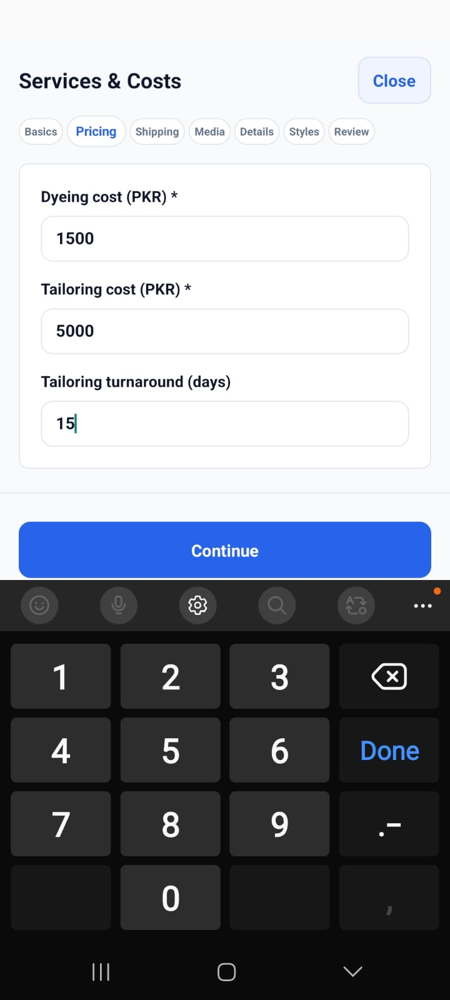 Services & Costs
Close
Basics Pricing Shipping Media Details Styles Review
Dyeing cost (PKR) *
1500
Tailoring cost (PKR) *
5000
Tailoring turnaround (days)
15
Continue
1 2 3
4 5 6 Done
7 8 9 .-
0 ,